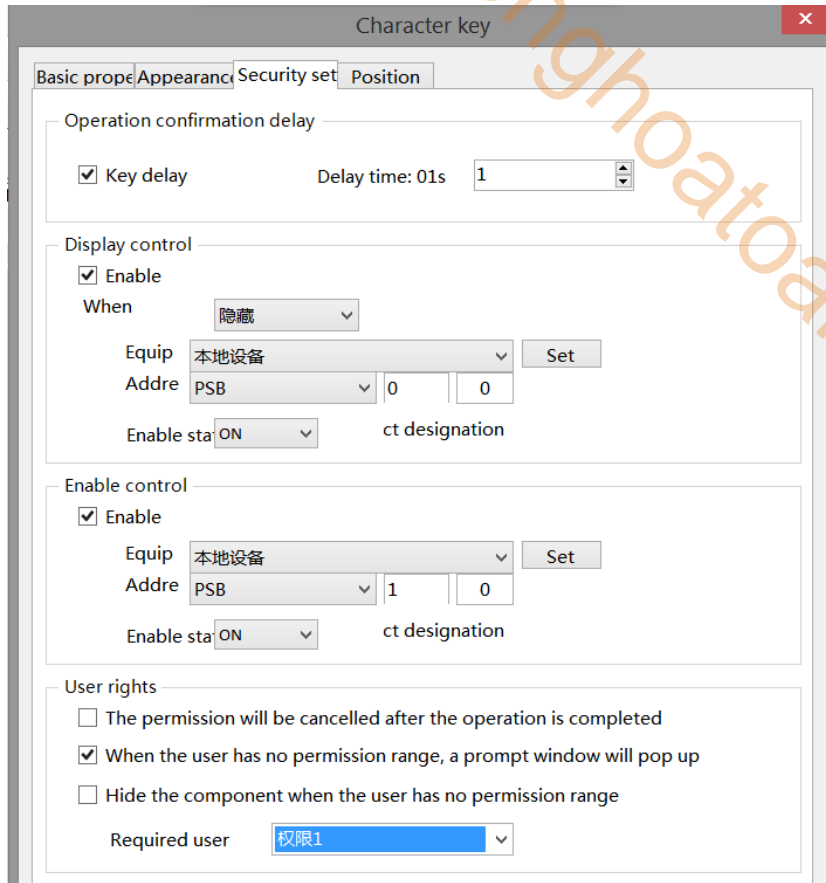 Character key
Basic prope Appearanc Security set Position
Operation confirmation delay
Key delay Delay time: 01s 1
Display control
Enable
When 隐藏
Equip 本地设备 Set
Addre PSB 0 0
Enable sta ON ct designation
Enable control
Enable
Equip 本地设备 Set
Addre PSB 1 0
Enable sta ON ct designation
User rights
The permission will be cancelled after the operation is completed
When the user has no permission range, a prompt window will pop up
Hide the component when the user has no permission range
Required user 权限1
nghoatoa